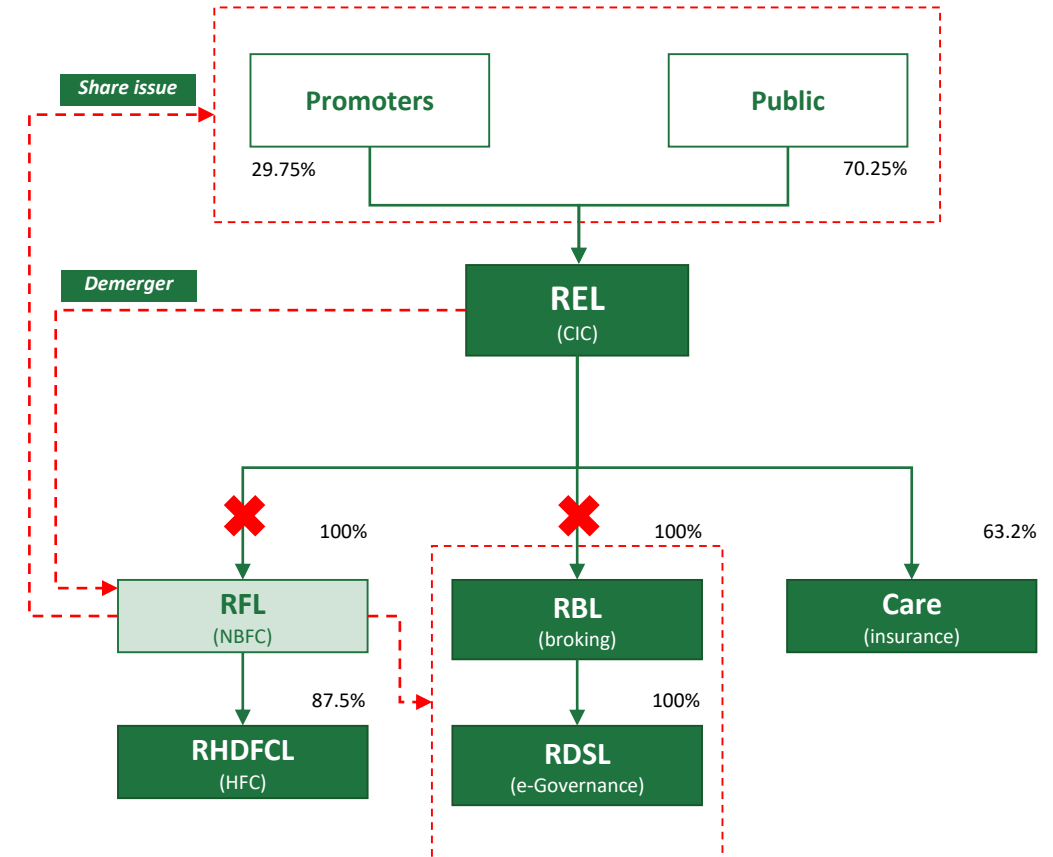 Share issue
Promoters
Public
29.75%
70.25%
Demerger
REL
(CIC)
100%
100%
63.2%
RFL
(NBFC)
RBL
(broking)
Care
(insurance)
87.5%
100%
RHDFCL
(HFC)
RDSL
(e-Governance)